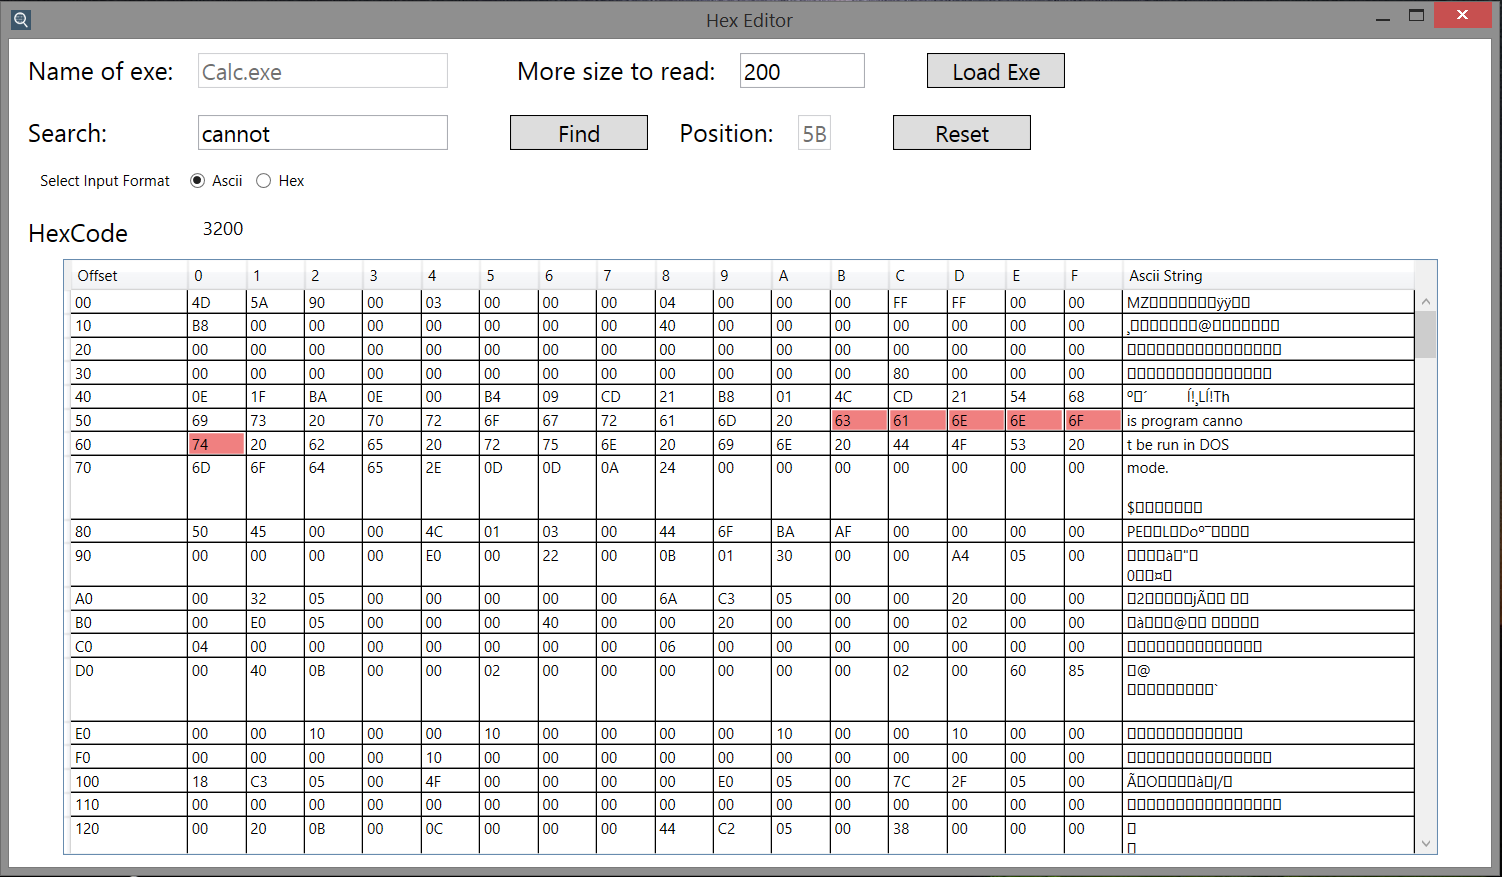 Hex Editor
Name of exe: Calc.exe More size to read: 200 Load Exe
Search: cannot Find Position: 5B Reset
Select Input Format Ascii Hex
HexCode 3200
Offset 0 1 2 3 4 5 6 7 8 9 A B C D E F Ascii String
00 4D 5A 90 00 03 00 00 00 04 00 00 00 FF FF 00 00 MZ▯▯▯▯▯▯▯ÿÿ▯▯
10 B8 00 00 00 00 00 00 00 40 00 00 00 00 00 00 00 ¸▯▯▯▯▯▯▯@▯▯▯▯▯▯▯
20 00 00 00 00 00 00 00 00 00 00 00 00 00 00 00 00 ▯▯▯▯▯▯▯▯▯▯▯▯▯▯▯▯
30 00 00 00 00 00 00 00 00 00 00 00 00 80 00 00 00 ▯▯▯▯▯▯▯▯▯▯▯▯▯▯▯
40 0E 1F BA 0E 00 B4 09 CD 21 B8 01 4C CD 21 54 68 º▯´ Í!¸LÍ!Th
50 69 73 20 70 72 6F 67 72 61 6D 20 63 61 6E 6E 6F is program canno
60 74 20 62 65 20 72 75 6E 20 69 6E 20 44 4F 53 20 t be run in DOS
70 6D 6F 64 65 2E 0D 0D 0A 24 00 00 00 00 00 00 00 mode.
$▯▯▯▯▯▯▯
80 50 45 00 00 4C 01 03 00 44 6F BA AF 00 00 00 00 PE▯▯L▯Doº¯▯▯▯▯
90 00 00 00 00 E0 00 22 00 0B 01 30 00 00 A4 05 00 ▯▯▯▯à▯"▯
0▯▯¤▯
A0 00 32 05 00 00 00 00 00 6A C3 05 00 00 20 00 00 ▯2▯▯▯▯▯jÃ▯▯ ▯▯
B0 00 E0 05 00 00 00 40 00 00 20 00 00 00 02 00 00 ▯à▯▯▯@▯▯ ▯▯▯▯▯
C0 04 00 00 00 00 00 00 00 06 00 00 00 00 00 00 00 ▯▯▯▯▯▯▯▯▯▯▯▯▯▯
D0 00 40 0B 00 00 02 00 00 00 00 00 00 02 00 60 85 ▯@
▯▯▯▯▯▯▯▯▯`
E0 00 00 10 00 00 10 00 00 00 00 10 00 00 10 00 00 ▯▯▯▯▯▯▯▯▯▯▯▯
F0 00 00 00 00 10 00 00 00 00 00 00 00 00 00 00 00 ▯▯▯▯▯▯▯▯▯▯▯▯▯▯▯
100 18 C3 05 00 4F 00 00 00 00 E0 05 00 7C 2F 05 00 Ã▯O▯▯▯▯à▯|/▯
110 00 00 00 00 00 00 00 00 00 00 00 00 00 00 00 00 ▯▯▯▯▯▯▯▯▯▯▯▯▯▯▯▯
120 00 20 0B 00 0C 00 00 00 44 C2 05 00 38 00 00 00 ▯
▯